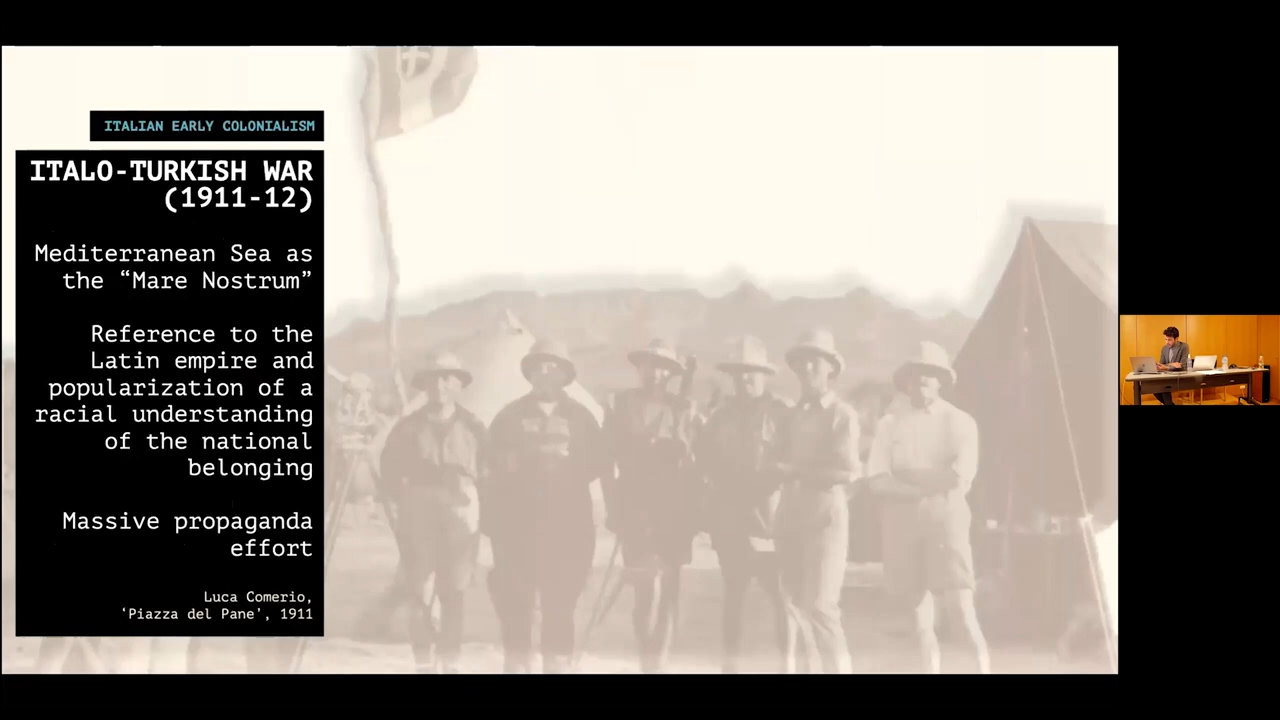 ITALIAN EARLY COLONIALISM
ITALO-TURKISH WAR
(1911-12)
Mediterranean Sea as
the “Mare Nostrum”
Reference to the
Latin empire and
popularization of a
racial understanding
of the national
belonging
Massive propaganda
effort
Luca Comerio,
‘Piazza del Pane’, 1911